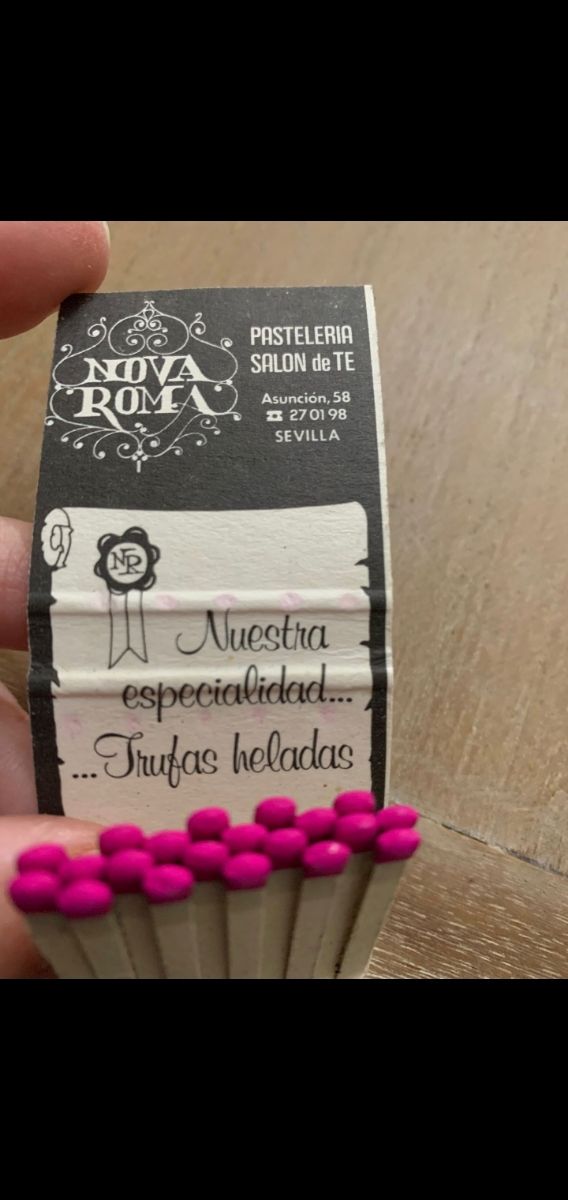 NOVA
ROMA
PASTELERIA
SALON de TE
Asunción, 58
☎ 27 01 98
SEVILLA
NR
Nuestra
especialidad...
...Trufas heladas